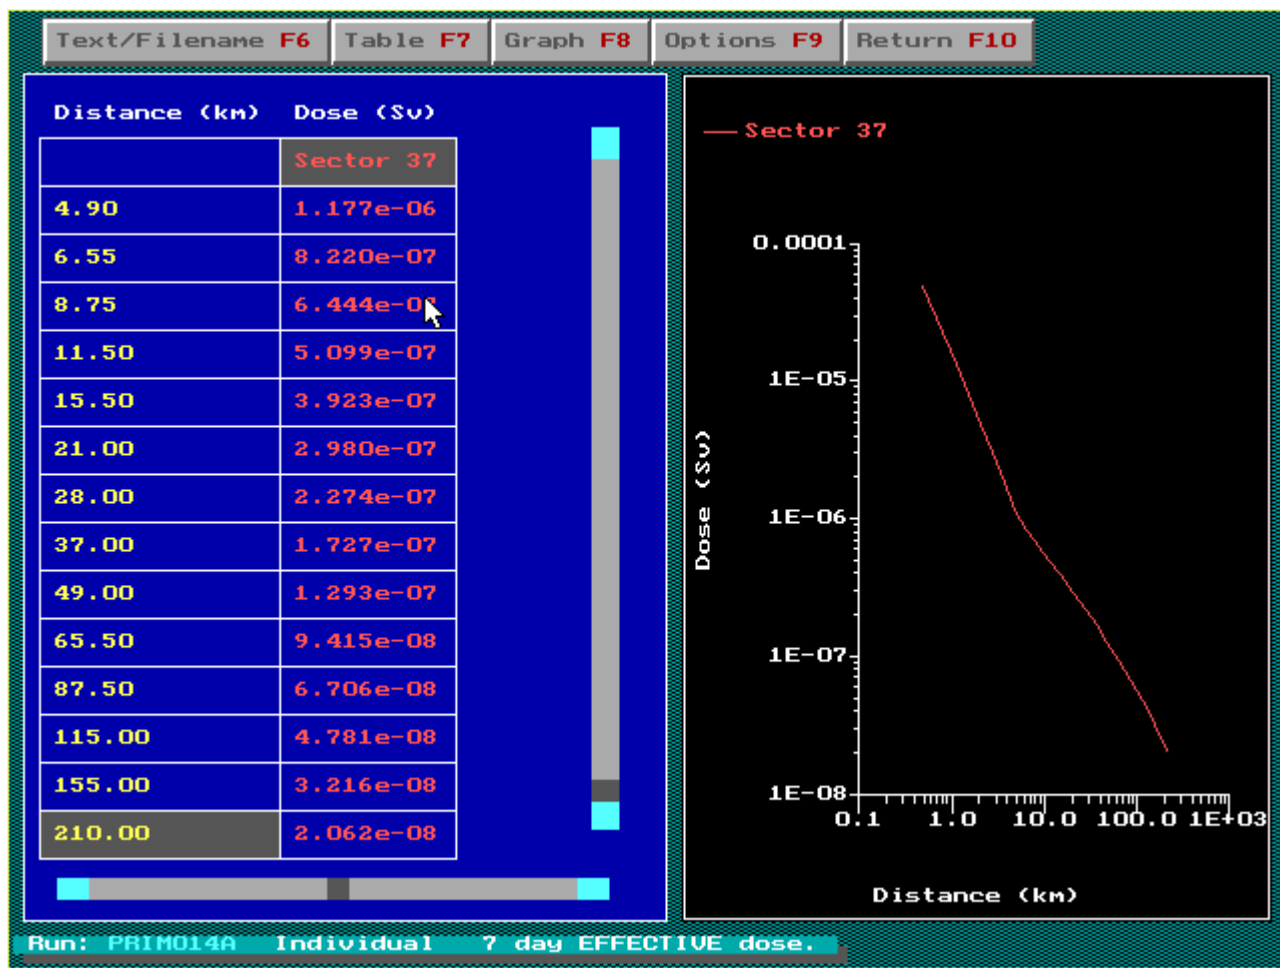 Text/Filename F6 Table F7 Graph F8 Options F9 Return F10
Distance (km) Dose (Sv)
Sector 37
4.90 1.177e-06
6.55 8.220e-07
8.75 6.444e-07
11.50 5.099e-07
15.50 3.923e-07
21.00 2.980e-07
28.00 2.274e-07
37.00 1.727e-07
49.00 1.293e-07
65.50 9.415e-08
87.50 6.706e-08
115.00 4.781e-08
155.00 3.216e-08
210.00 2.062e-08
Sector 37
0.0001
1E-05
1E-06
1E-07
1E-08
Dose (Sv)
0.1 1.0 10.0 100.0 1E+03
Distance (km)
Run: PRIMO14A Individual 7 day EFFECTIVE dose.